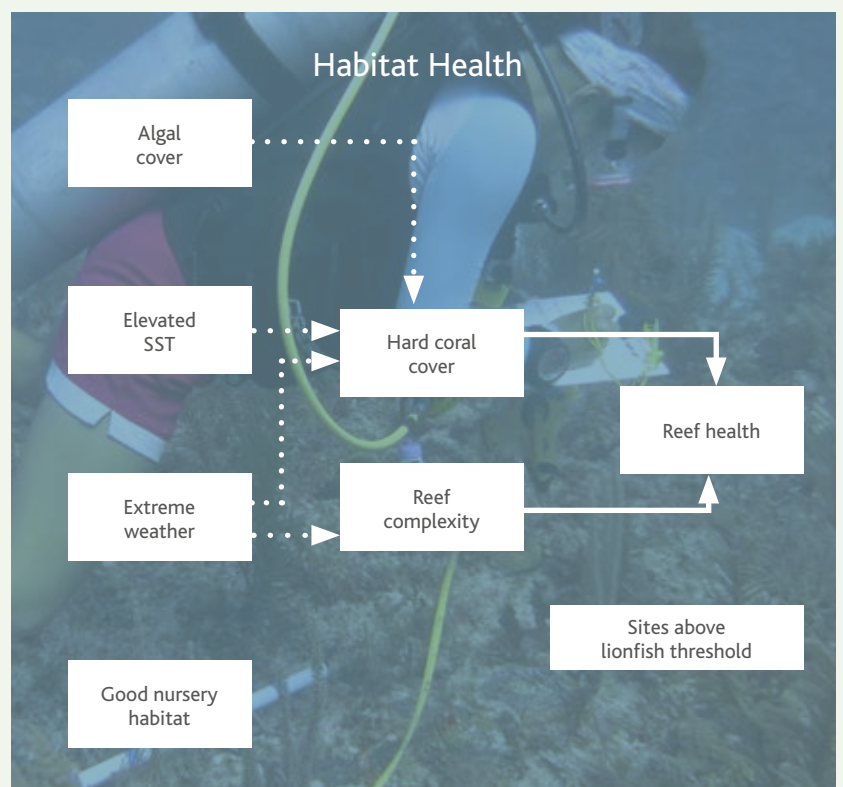 Habitat Health
Algal
cover
Elevated
SST
Hard coral
cover
Reef health
Extreme
weather
Reef
complexity
Sites above
lionfish threshold
Good nursery
habitat